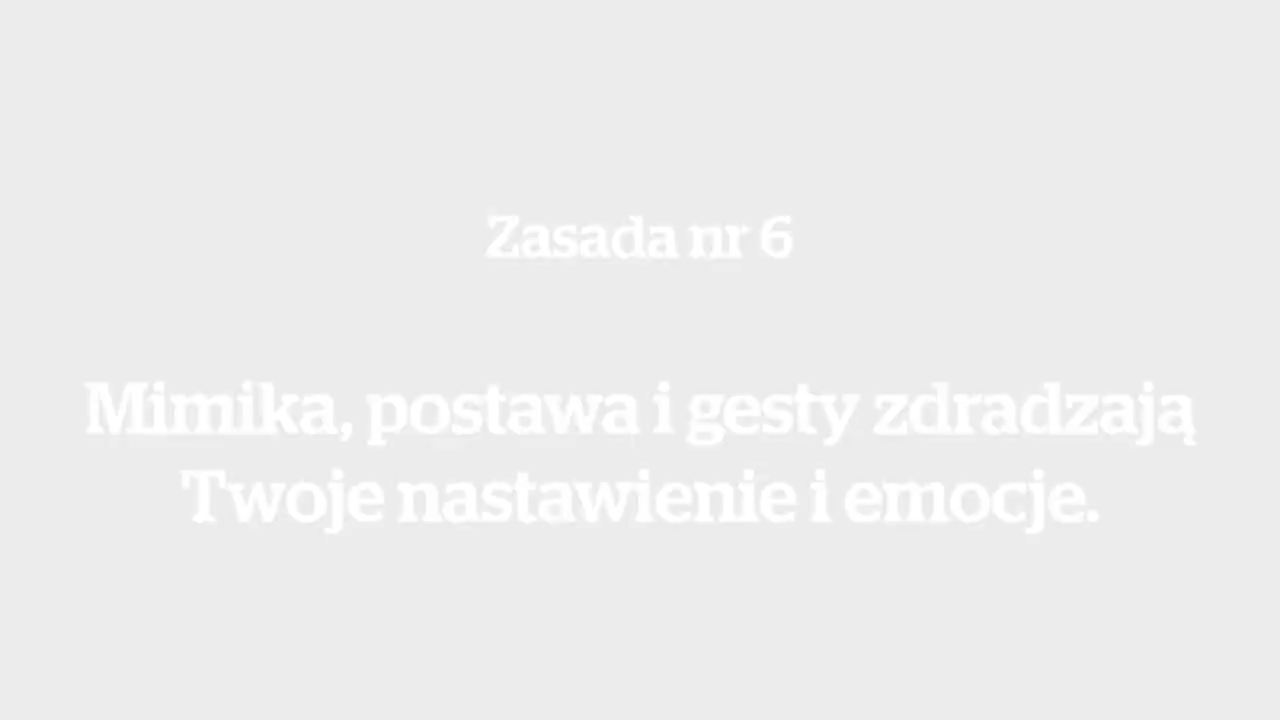 Zasada nr 6
Mimika, postawa i gesty zdradzają
Twoje nastawienie i emocje.